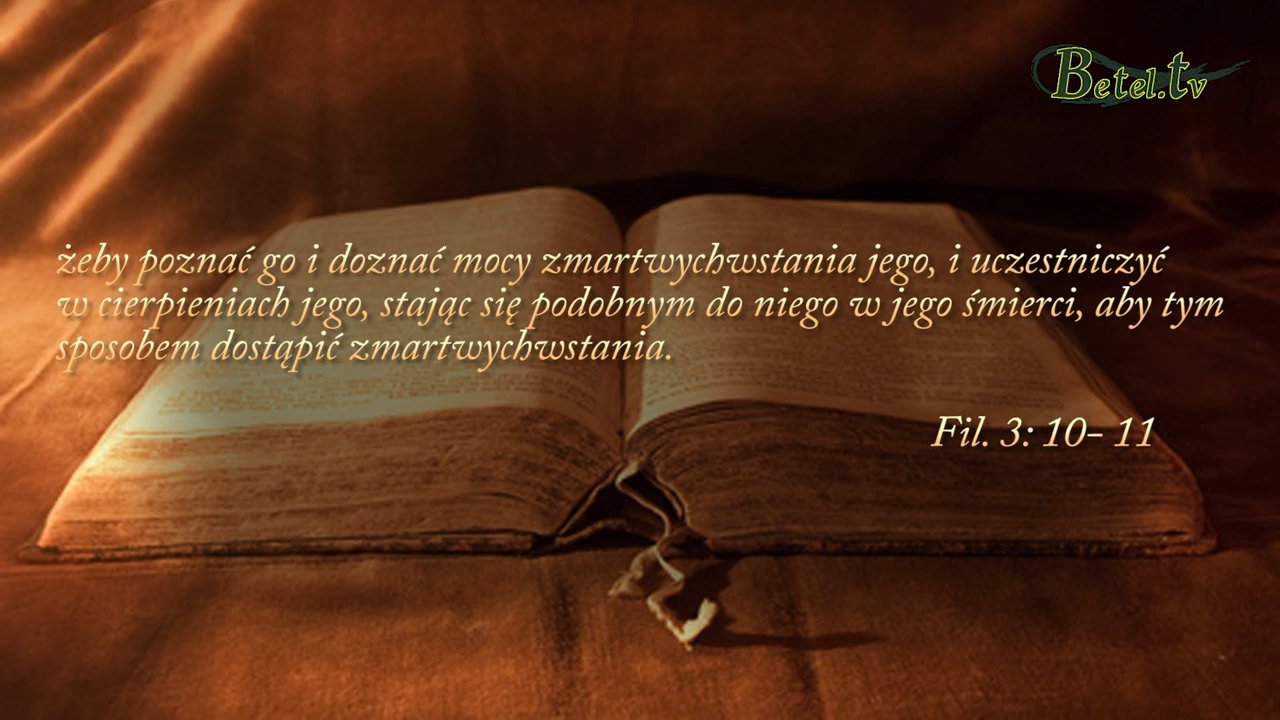 Betel.tv
żeby poznać go i doznać mocy zmartwychwstania jego, i uczestniczyć
w cierpieniach jego, stając się podobnym do niego w jego śmierci, aby tym
sposobem dostąpić zmartwychwstania.
Fil. 3: 10- 11